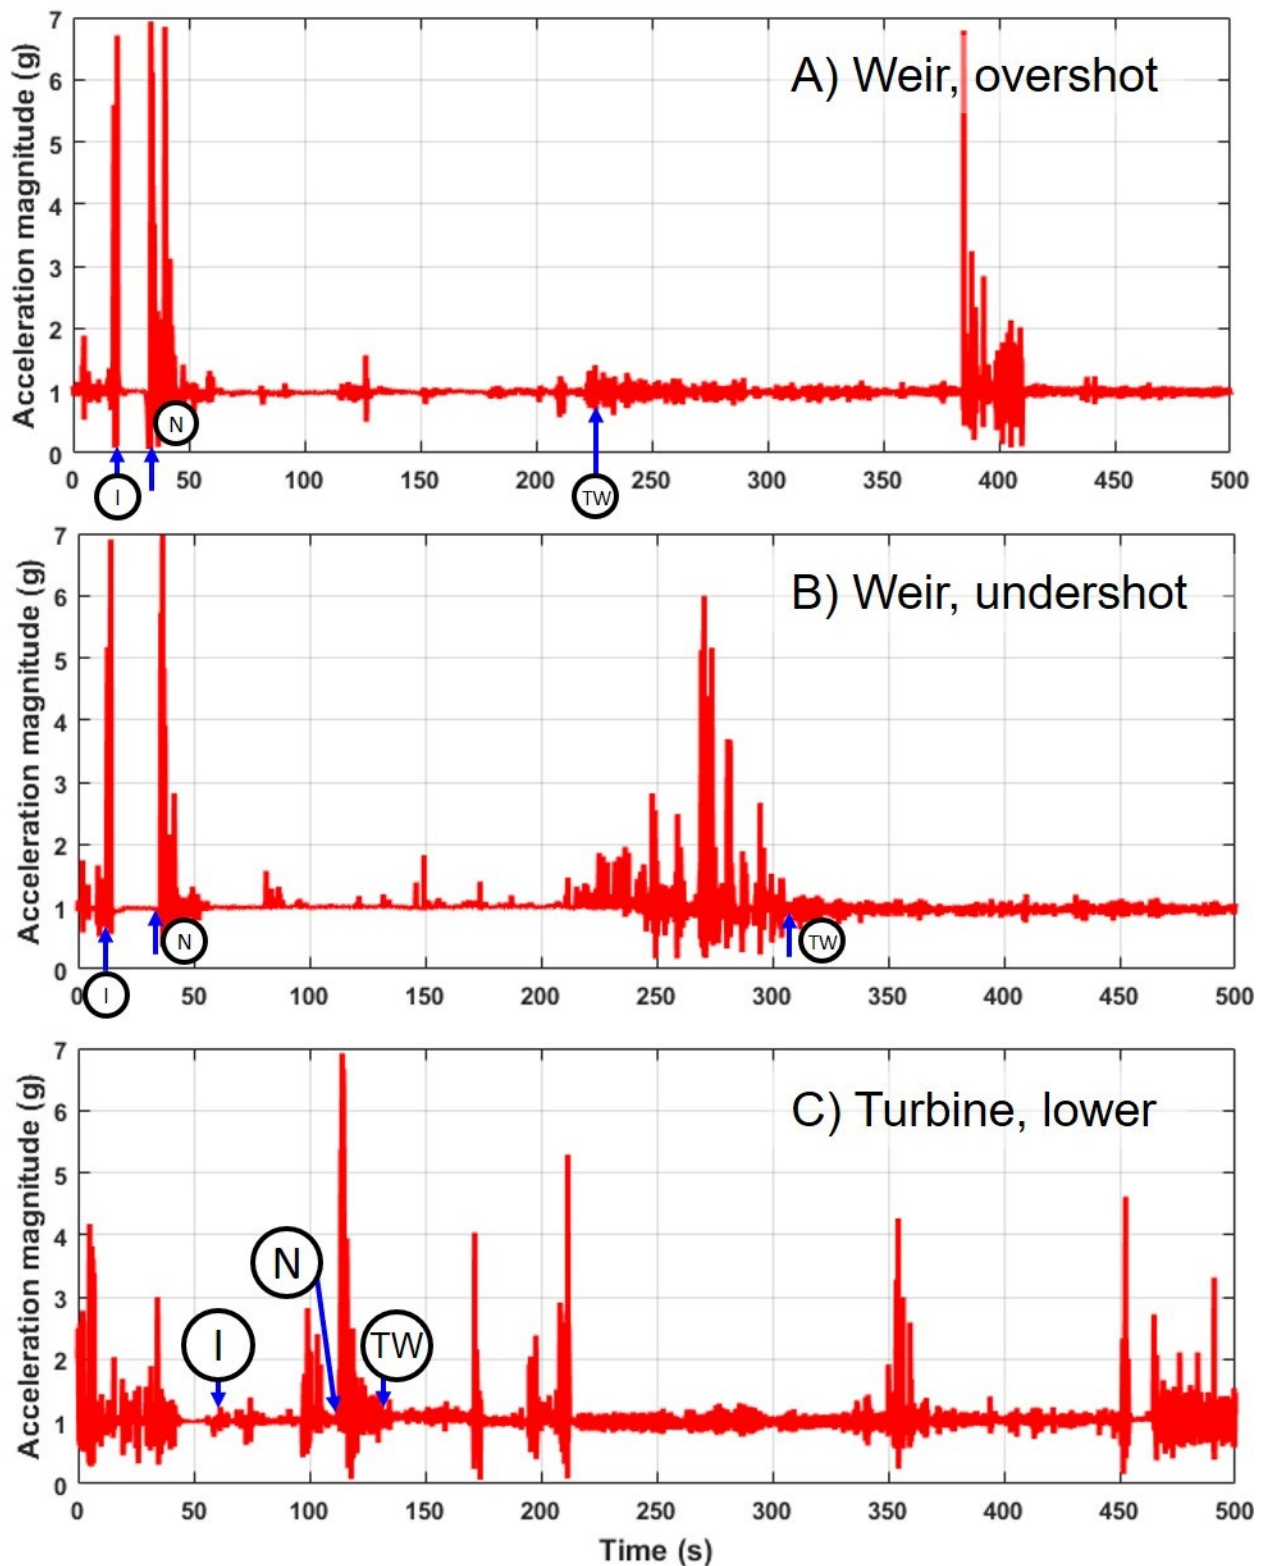 7
A) Weir, overshot
6
5
4
3
2
1
0
Acceleration magnitude (g)
N
0 50 100 150 200 250 300 350 400 450 500
I
TW
7
B) Weir, undershot
6
5
4
3
2
1
0
Acceleration magnitude (g)
N
TW
0 50 100 150 200 250 300 350 400 450 500
I
7
C) Turbine, lower
6
5
4
3
2
1
0
Acceleration magnitude (g)
N
I
TW
0 50 100 150 200 250 300 350 400 450 500
Time (s)